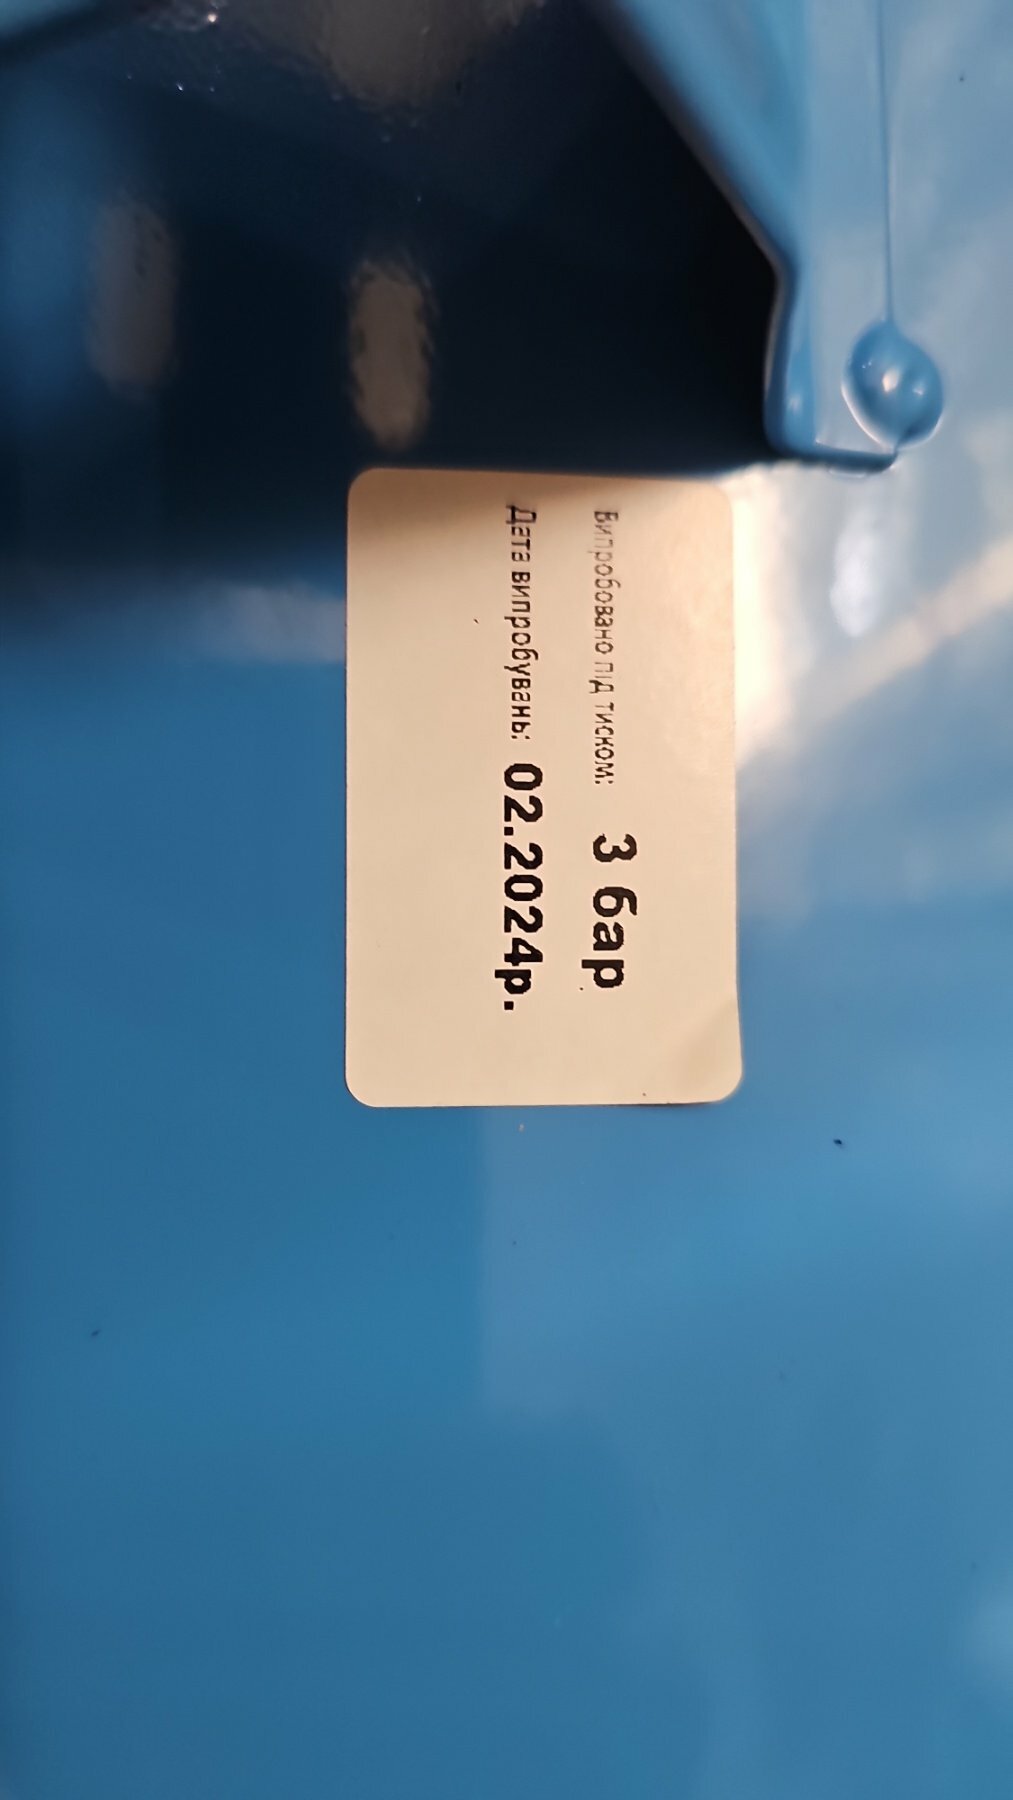 Випробовано під тиском: 3 бар
Дата випробувань: 02.2024р.